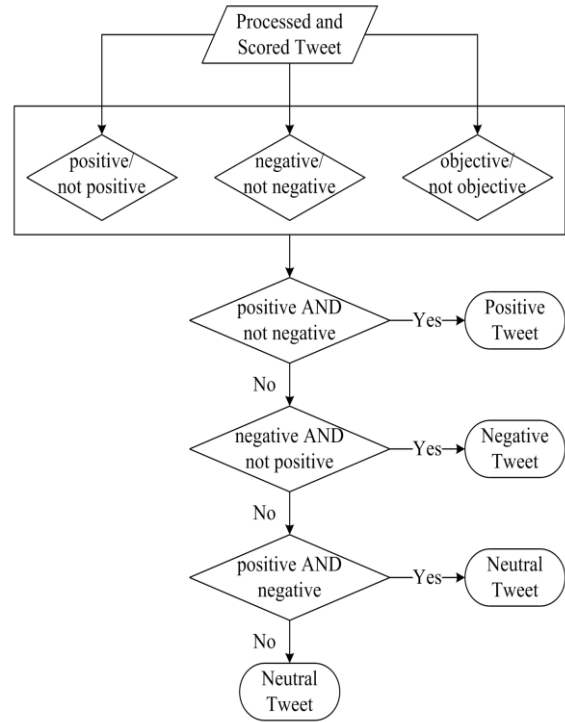 Processed and
Scored Tweet
positive/
not positive
negative/
not negative
objective/
not objective
positive AND
not negative
Yes
Positive
Tweet
No
negative AND
not positive
Yes
Negative
Tweet
No
positive AND
negative
Yes
Neutral
Tweet
No
Neutral
Tweet